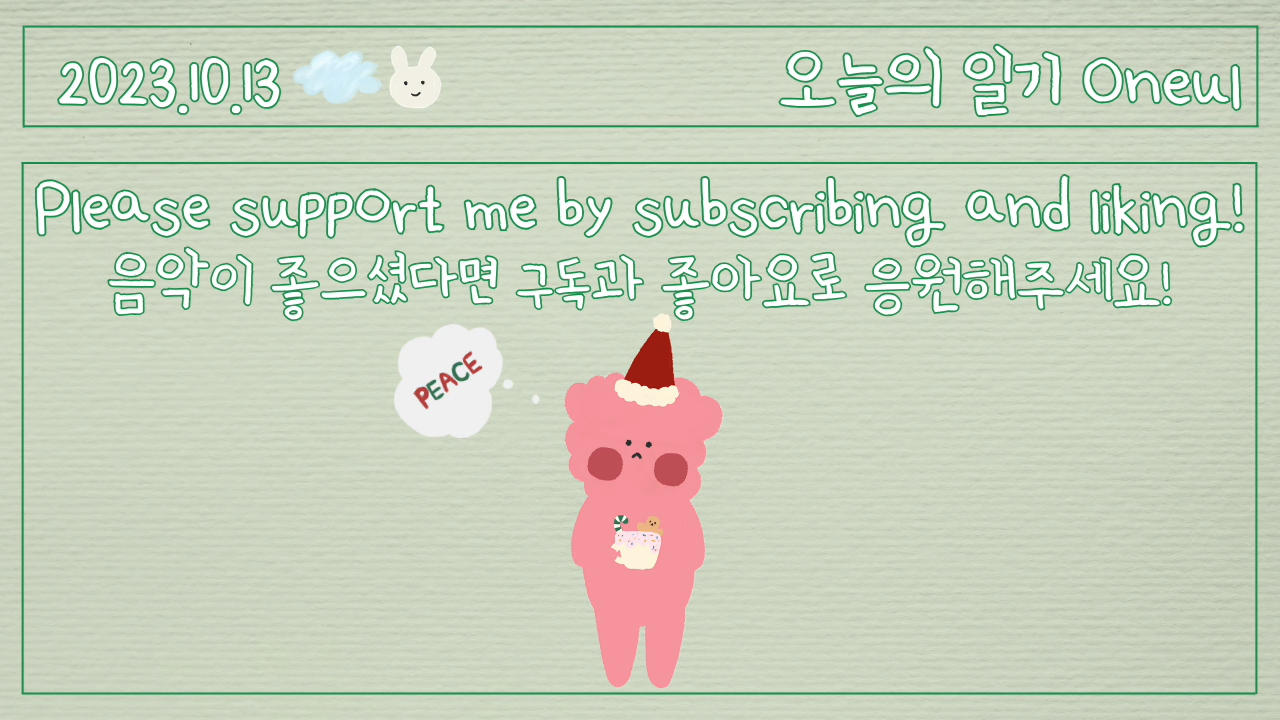 2023.10.13
오늘의 일기 Oneul
Please support me by subscribing and liking!
음악이 좋으셨다면 구독과 좋아요로 응원해주세요!
PEACE